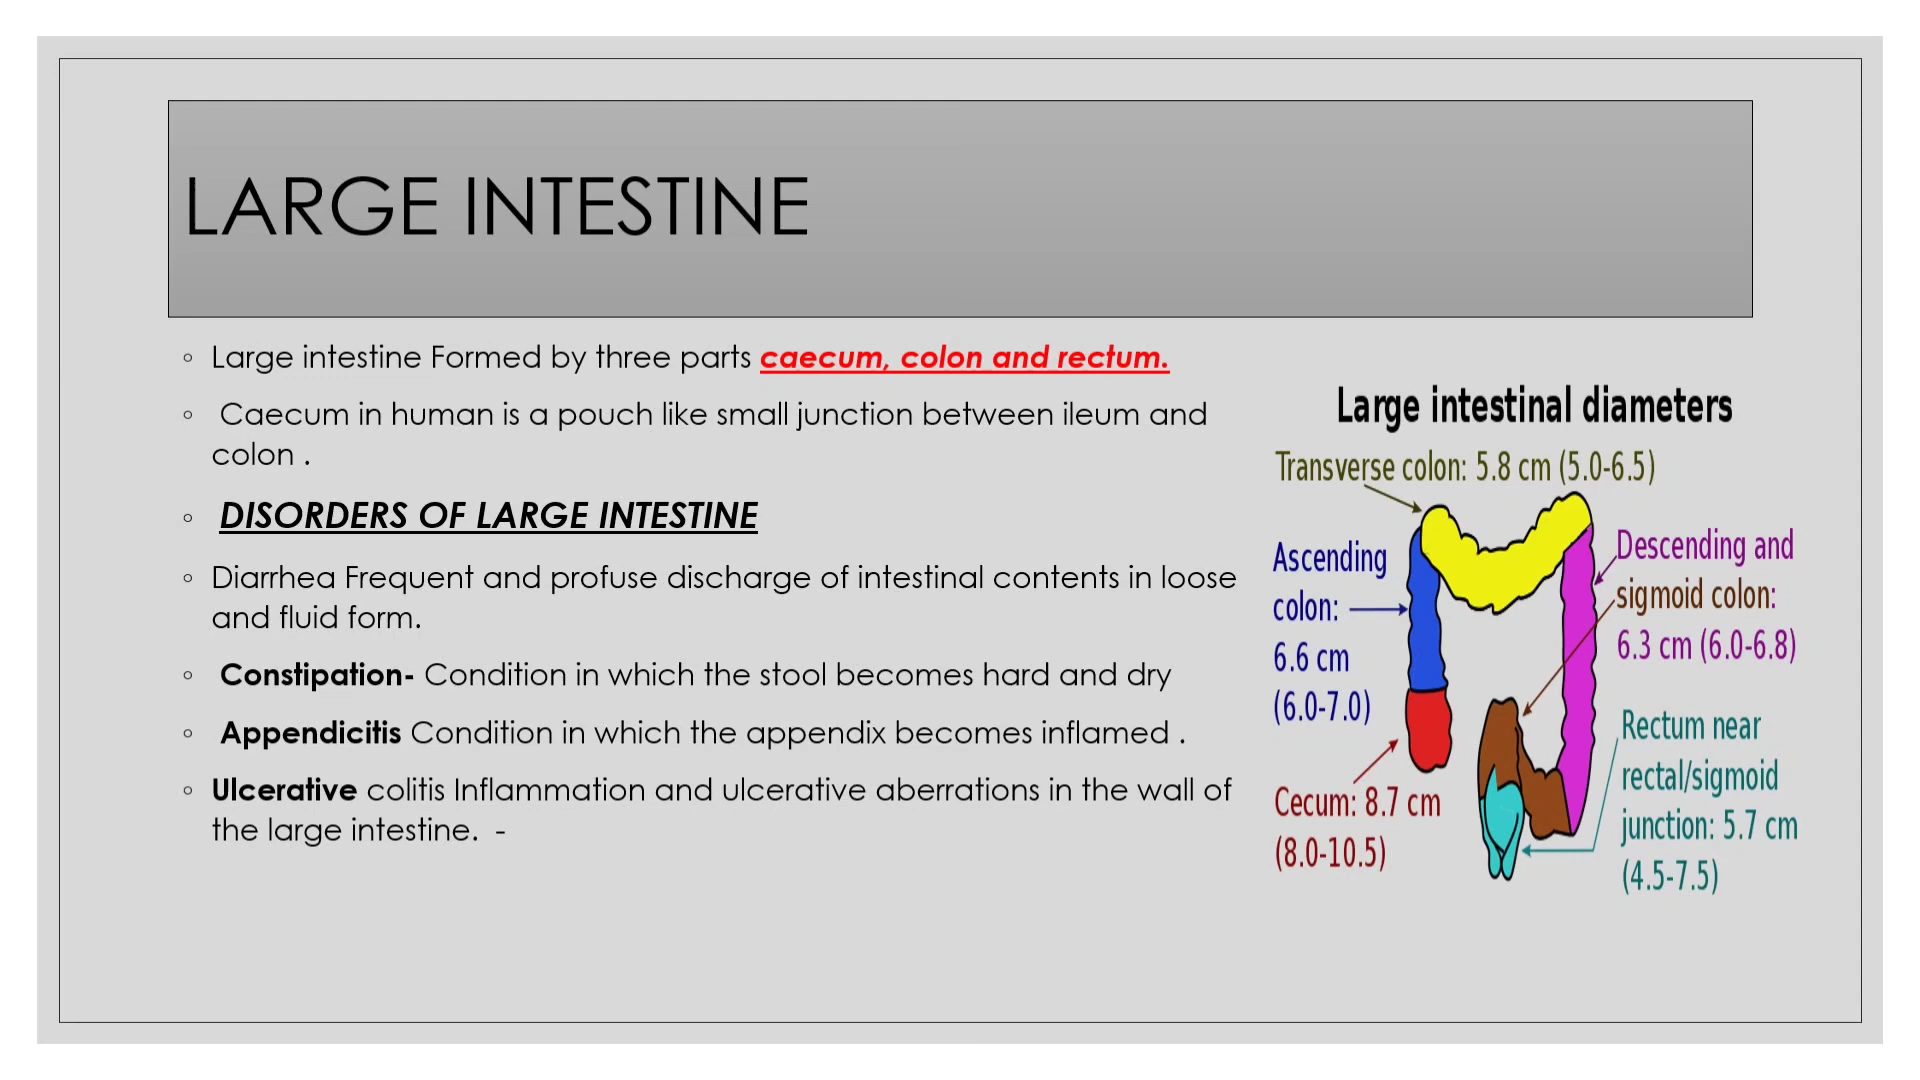 LARGE INTESTINE
◦ Large intestine Formed by three parts caecum, colon and rectum.
◦ Caecum in human is a pouch like small junction between ileum and
colon .
◦ DISORDERS OF LARGE INTESTINE
◦ Diarrhea Frequent and profuse discharge of intestinal contents in loose
and fluid form.
◦ Constipation- Condition in which the stool becomes hard and dry
◦ Appendicitis Condition in which the appendix becomes inflamed .
◦ Ulcerative colitis Inflammation and ulcerative aberrations in the wall of
the large intestine. -
Large intestinal diameters
Transverse colon: 5.8 cm (5.0-6.5)
Ascending
colon:
6.6 cm
(6.0-7.0)
Cecum: 8.7 cm
(8.0-10.5)
Descending and
sigmoid colon:
6.3 cm (6.0-6.8)
Rectum near
rectal/sigmoid
junction: 5.7 cm
(4.5-7.5)